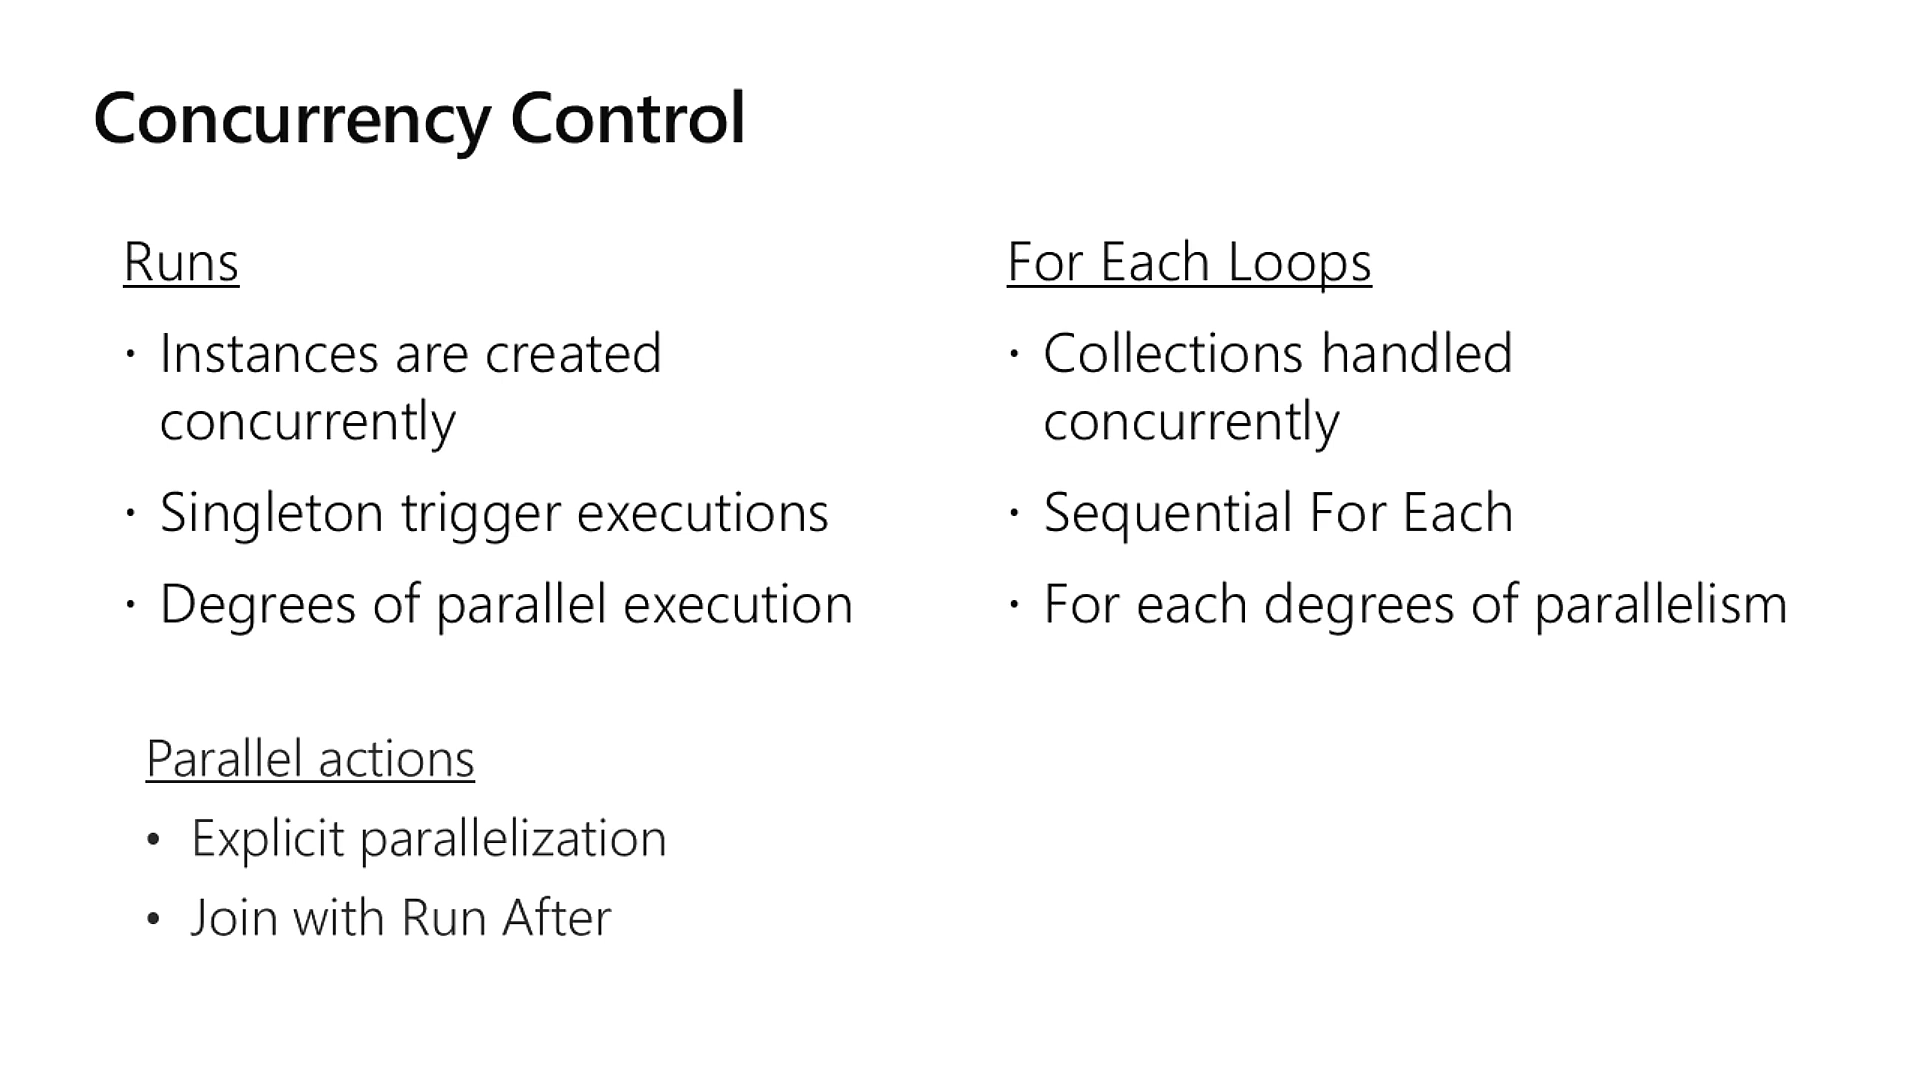 Concurrency Control
Runs
· Instances are created
concurrently
· Singleton trigger executions
· Degrees of parallel execution
For Each Loops
· Collections handled
concurrently
· Sequential For Each
· For each degrees of parallelism
Parallel actions
• Explicit parallelization
• Join with Run After